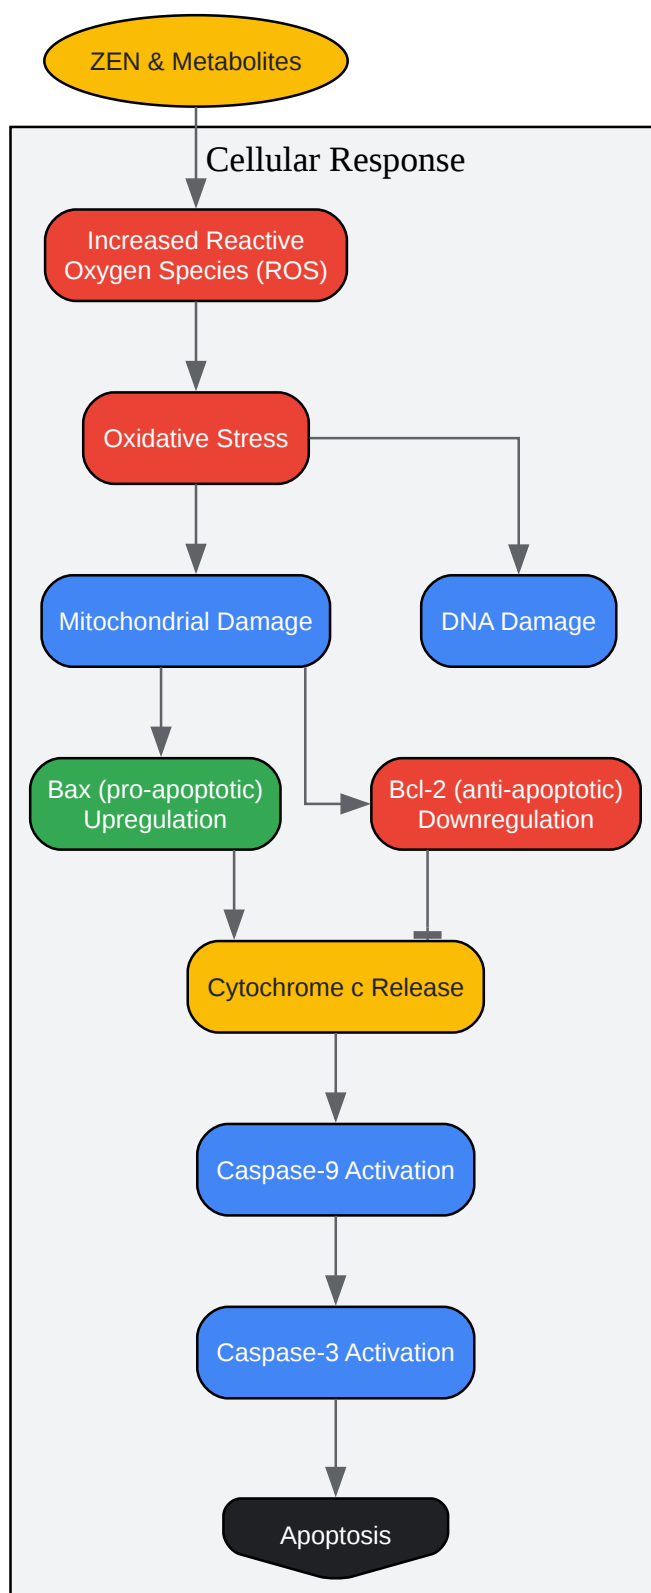 ZEN & Metabolites
Cellular Response
Increased Reactive
Oxygen Species (ROS)
Oxidative Stress
Mitochondrial Damage
DNA Damage
Bax (pro-apoptotic)
Upregulation
Bcl-2 (anti-apoptotic)
Downregulation
Cytochrome c Release
Caspase-9 Activation
Caspase-3 Activation
Apoptosis